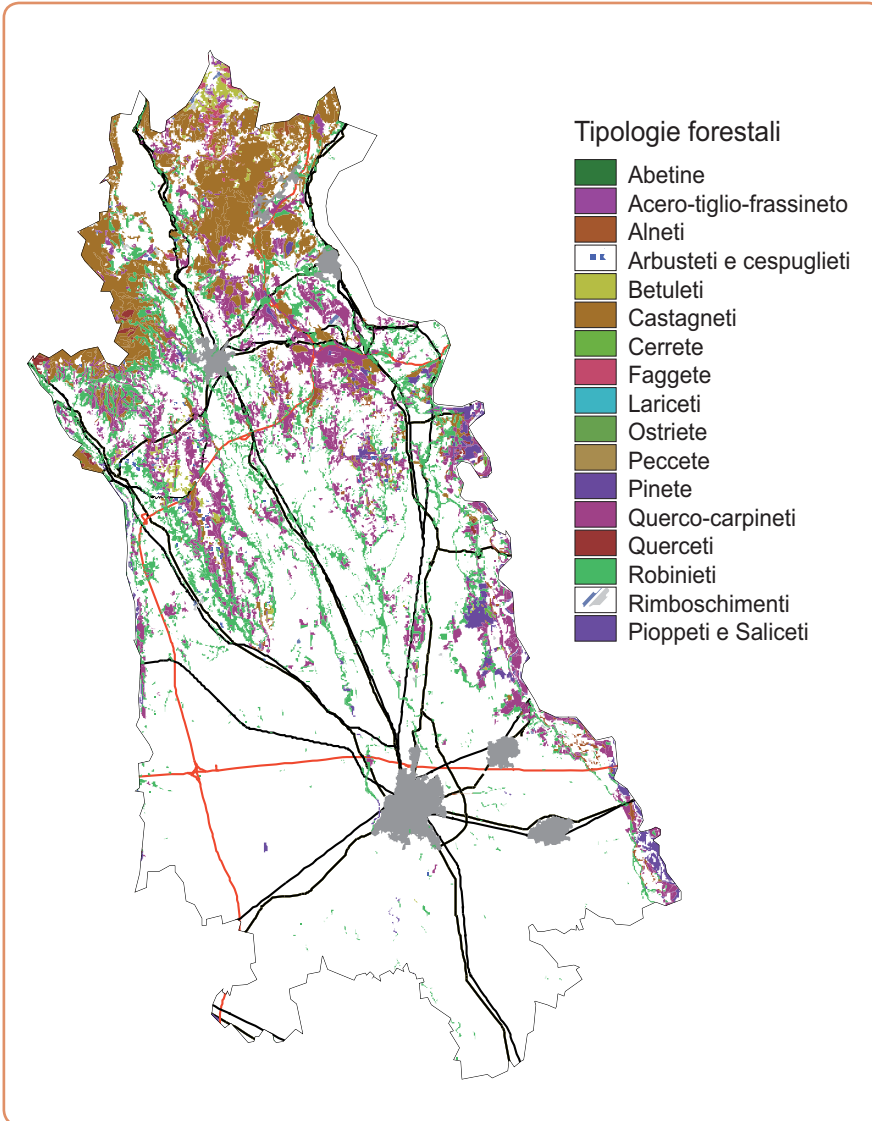 Tipologie forestali
Abetine
Acero-tiglio-frassineto
Alneti
Arbusteti e cespuglieti
Betuleti
Castagneti
Cerrete
Faggete
Lariceti
Ostriete
Peccete
Pinete
Querco-carpineti
Querceti
Robinieti
Rimboschimenti
Pioppeti e Saliceti